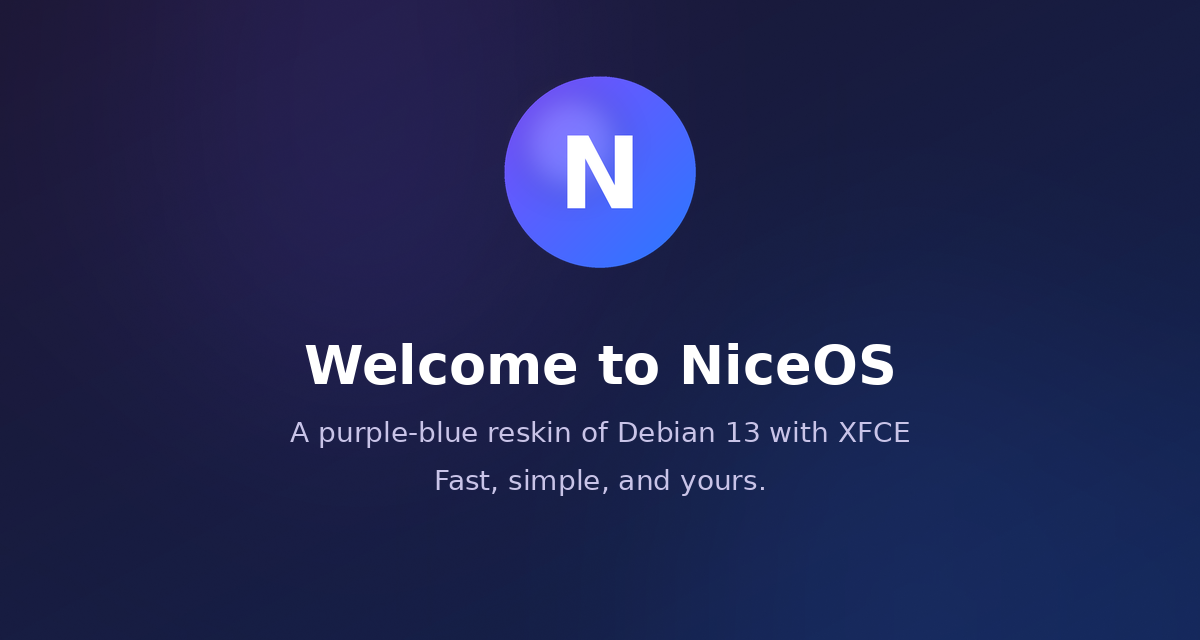 N
Welcome to NiceOS
A purple-blue reskin of Debian 13 with XFCE
Fast, simple, and yours.